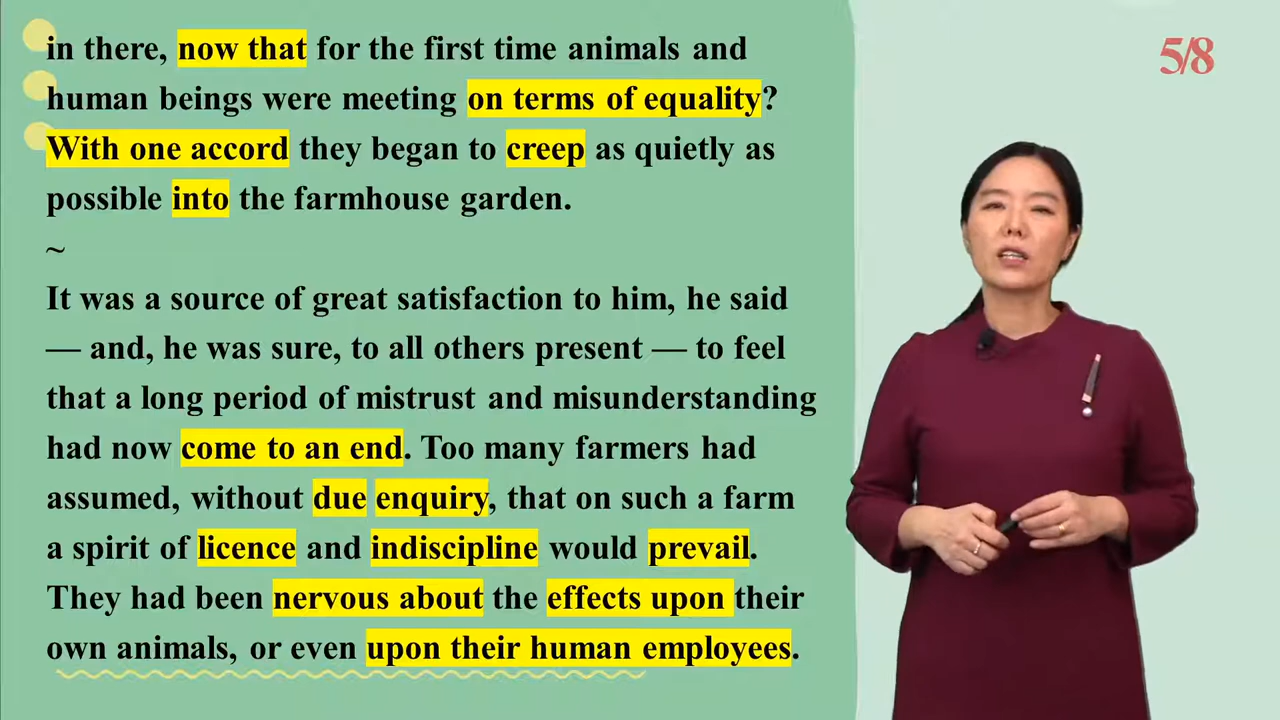 5/8
in there, now that for the first time animals and
human beings were meeting on terms of equality?
With one accord they began to creep as quietly as
possible into the farmhouse garden.
~
It was a source of great satisfaction to him, he said
— and, he was sure, to all others present — to feel
that a long period of mistrust and misunderstanding
had now come to an end. Too many farmers had
assumed, without due enquiry, that on such a farm
a spirit of licence and indiscipline would prevail.
They had been nervous about the effects upon their
own animals, or even upon their human employees.